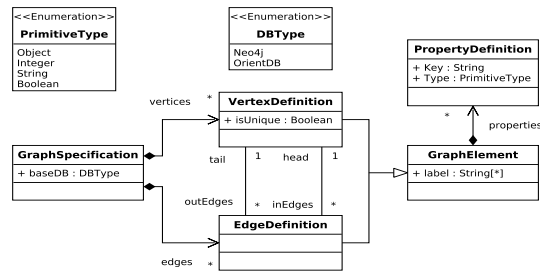 <<Enumeration>>
PrimitiveType
Object
Integer
String
Boolean
<<Enumeration>>
DBType
Neo4j
OrientDB
PropertyDefinition
+ Key : String
+ Type : PrimitiveType
vertices
*
VertexDefinition
+ isUnique : Boolean
*
properties
GraphSpecification
+ baseDB : DBType
tail
1
head
1
GraphElement
+ label : String[*]
outEdges
*
inEdges
*
EdgeDefinition
edges
*